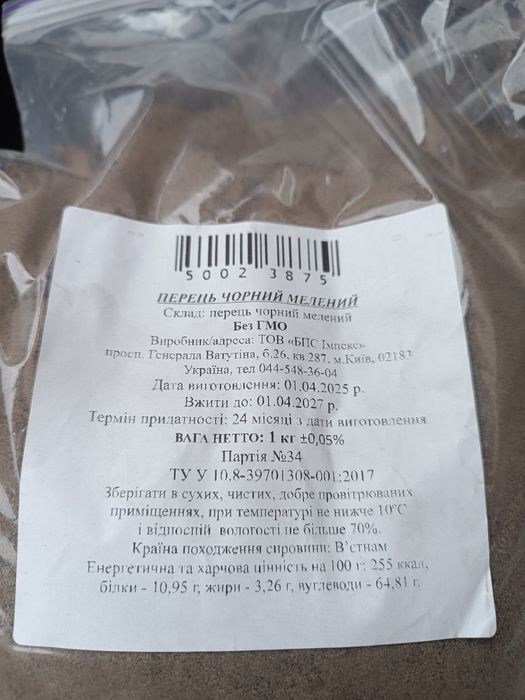 5002 3875
ПЕРЕЦЬ ЧОРНИЙ МЕЛЕНИЙ
Склад: перець чорний мелений
Без ГМО
Виробник/адреса: ТОВ «БПС Імпекс»
просп. Генерала Ватутіна, б.26, кв.287, м.Київ, 02183
Україна, тел 044-548-36-04
Дата виготовлення: 01.04.2025 р.
Вжити до: 01.04.2027 р.
Термін придатності: 24 місяці з дати виготовлення
ВАГА НЕТТО: 1 кг ±0,05%
Партія №34
ТУ У 10.8-39701308-001:2017
Зберігати в сухих, чистих, добре провітрюваних
приміщеннях, при температурі не нижче 10°С
і відносній вологості не більше 70%.
Країна походження сировини: В'єтнам
Енергетична та харчова цінність на 100 г: 255 ккал,
білки - 10,95 г, жири - 3,26 г, вуглеводи - 64,81 г.